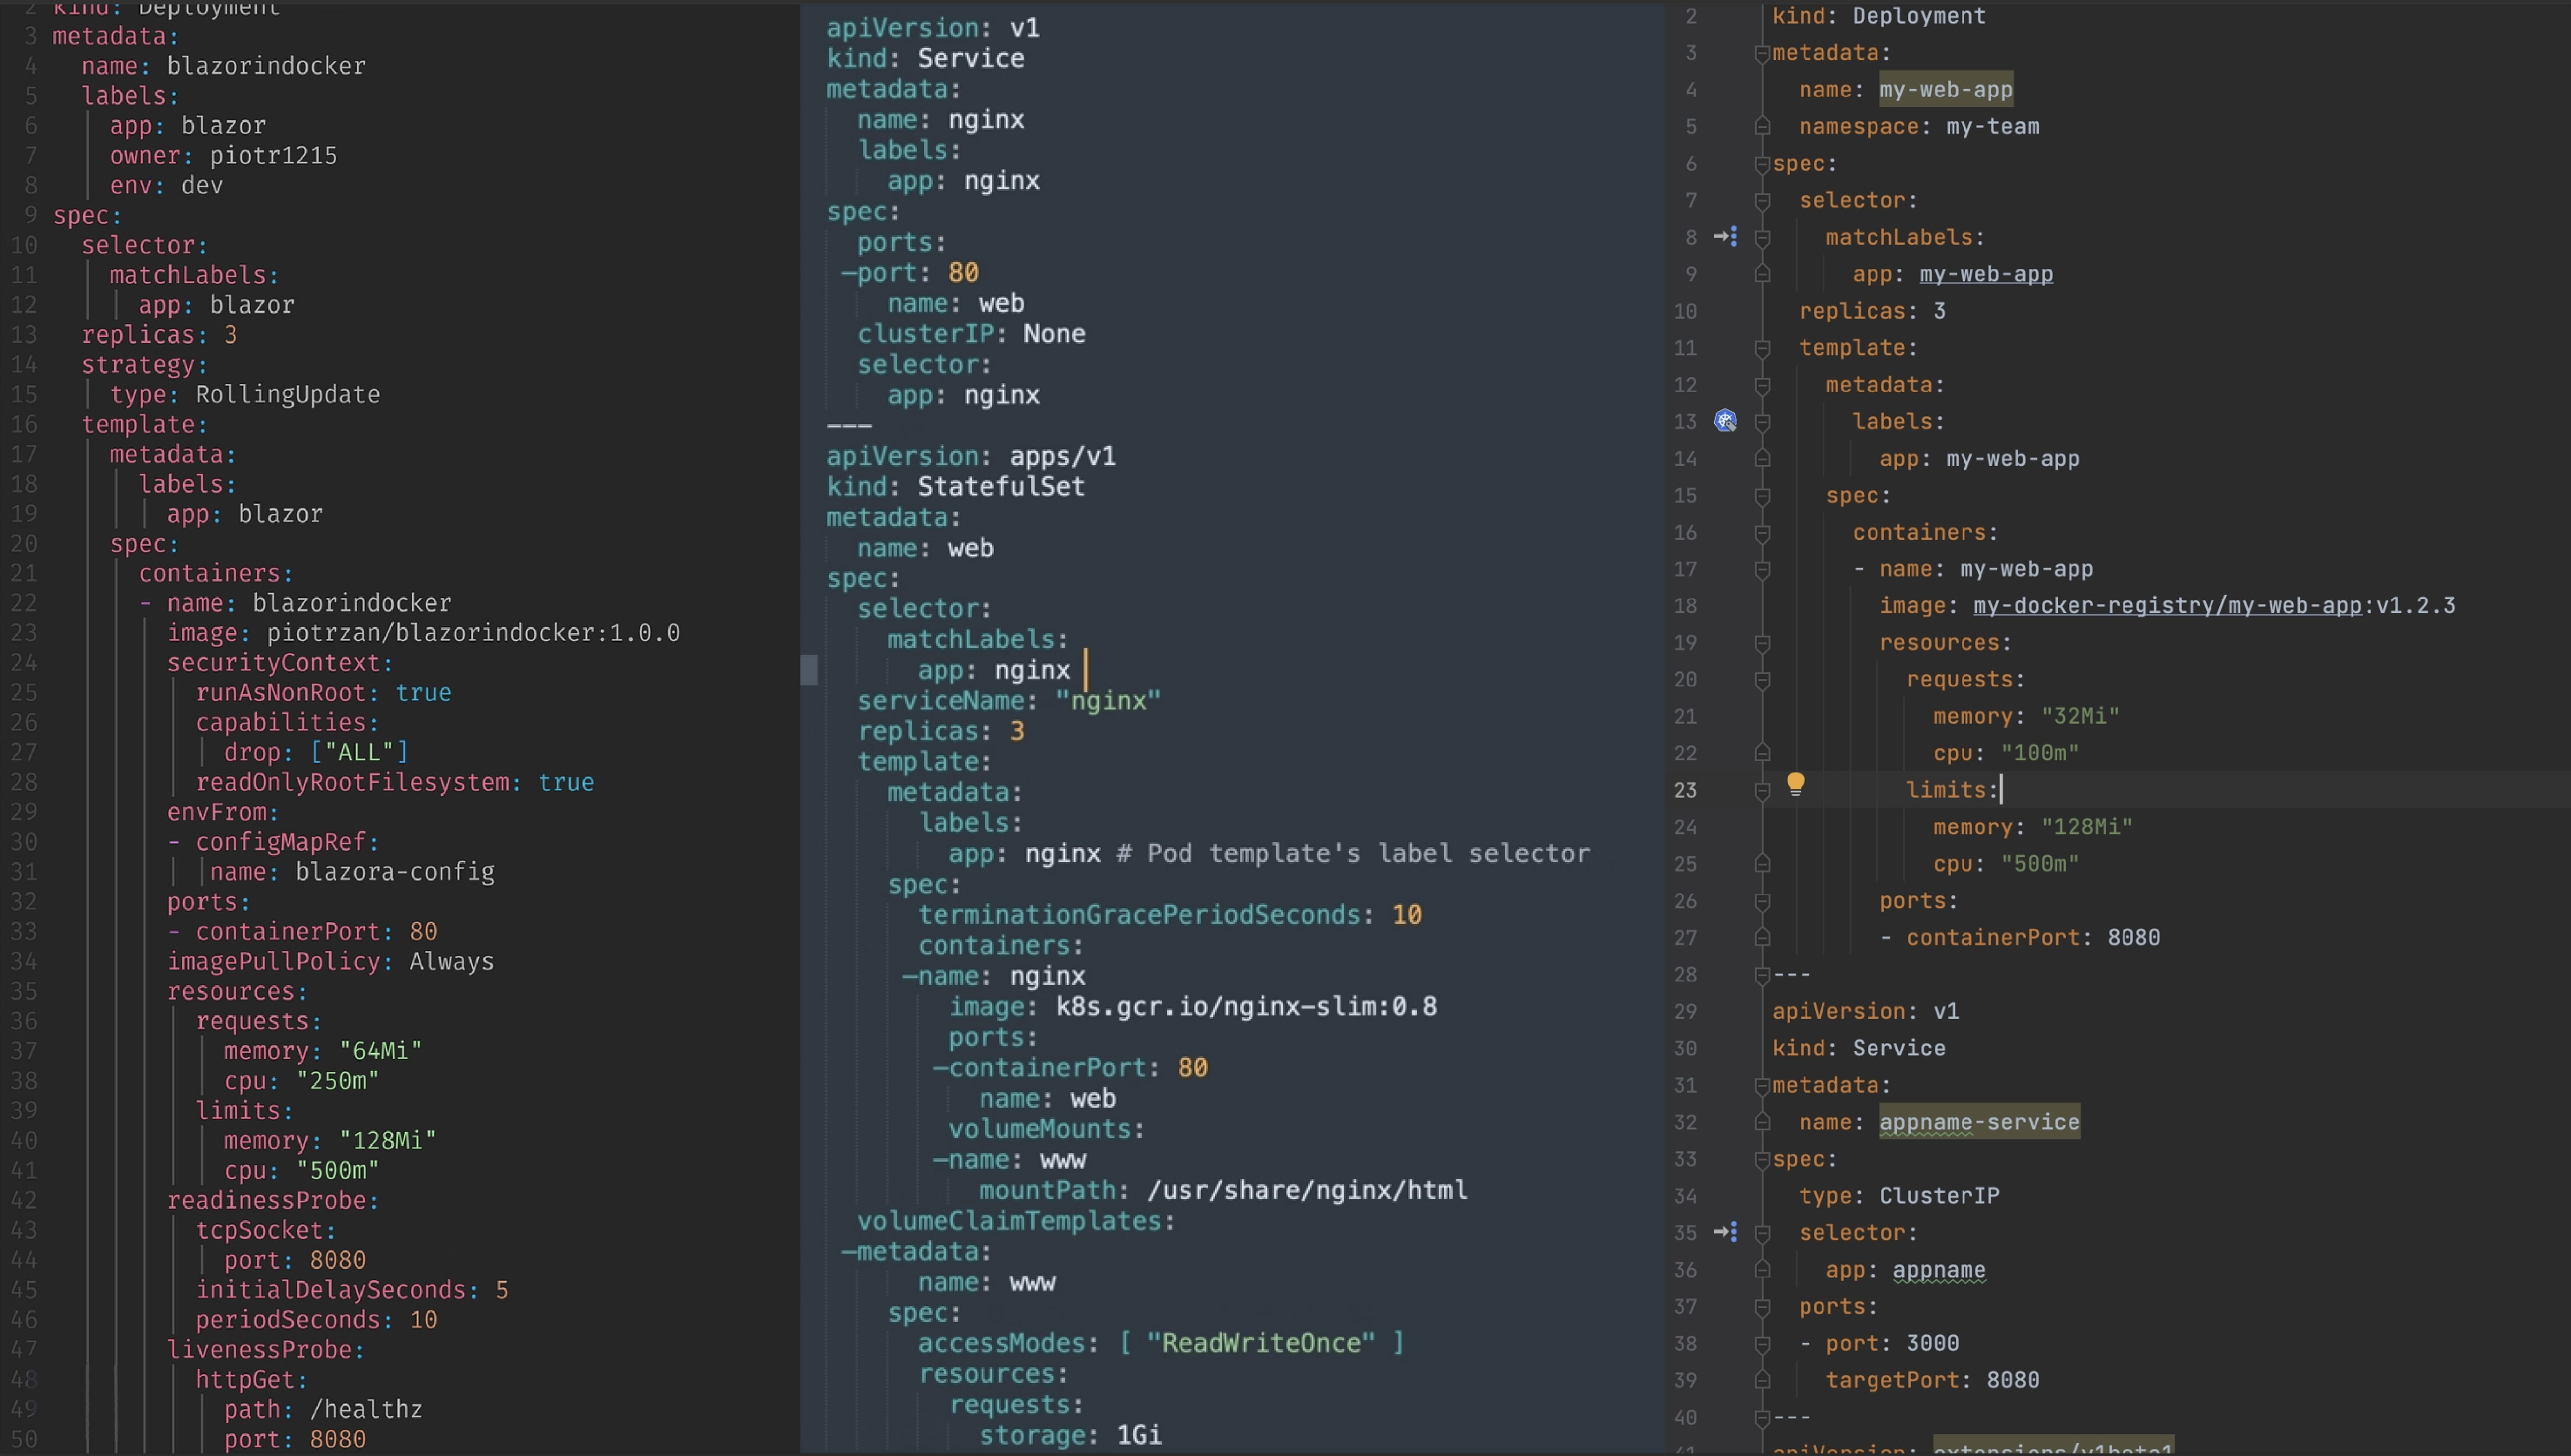 2 kind: Deployment
3 metadata:
4   name: blazorindocker
5   labels:
6     app: blazor
7     owner: piotr1215
8     env: dev
9 spec:
10   selector:
11     matchLabels:
12       app: blazor
13   replicas: 3
14   strategy:
15     type: RollingUpdate
16   template:
17     metadata:
18       labels:
19         app: blazor
20     spec:
21       containers:
22       - name: blazorindocker
23         image: piotrzan/blazorindocker:1.0.0
24         securityContext:
25           runAsNonRoot: true
26           capabilities:
27             drop: ["ALL"]
28           readOnlyRootFilesystem: true
29         envFrom:
30         - configMapRef:
31             name: blazora-config
32         ports:
33         - containerPort: 80
34         imagePullPolicy: Always
35         resources:
36           requests:
37             memory: "64Mi"
38             cpu: "250m"
39           limits:
40             memory: "128Mi"
41             cpu: "500m"
42         readinessProbe:
43           tcpSocket:
44             port: 8080
45           initialDelaySeconds: 5
46           periodSeconds: 10
47         livenessProbe:
48           httpGet:
49             path: /healthz
50             port: 8080
apiVersion: v1
kind: Service
metadata:
  name: nginx
  labels:
    app: nginx
spec:
  ports:
 —port: 80
    name: web
  clusterIP: None
  selector:
    app: nginx
———
apiVersion: apps/v1
kind: StatefulSet
metadata:
  name: web
spec:
  selector:
    matchLabels:
      app: nginx
  serviceName: "nginx"
  replicas: 3
  template:
    metadata:
      labels:
        app: nginx # Pod template's label selector
    spec:
      terminationGracePeriodSeconds: 10
      containers:
     —name: nginx
        image: k8s.gcr.io/nginx—slim:0.8
        ports:
       —containerPort: 80
          name: web
        volumeMounts:
       —name: www
          mountPath: /usr/share/nginx/html
  volumeClaimTemplates:
 —metadata:
      name: www
    spec:
      accessModes: [ "ReadWriteOnce" ]
      resources:
        requests:
          storage: 1Gi
2 kind: Deployment
3 metadata:
4   name: my-web-app
5   namespace: my-team
6 spec:
7   selector:
8     matchLabels:
9       app: my-web-app
10   replicas: 3
11   template:
12     metadata:
13       labels:
14         app: my-web-app
15     spec:
16       containers:
17       - name: my-web-app
18         image: my-docker-registry/my-web-app:v1.2.3
19         resources:
20           requests:
21             memory: "32Mi"
22             cpu: "100m"
23           limits:
24             memory: "128Mi"
25             cpu: "500m"
26         ports:
27         - containerPort: 8080
28 ---
29 apiVersion: v1
30 kind: Service
31 metadata:
32   name: appname-service
33 spec:
34   type: ClusterIP
35   selector:
36     app: appname
37   ports:
38   - port: 3000
39     targetPort: 8080
40 ---
41 apiVersion: extensions/v1beta1